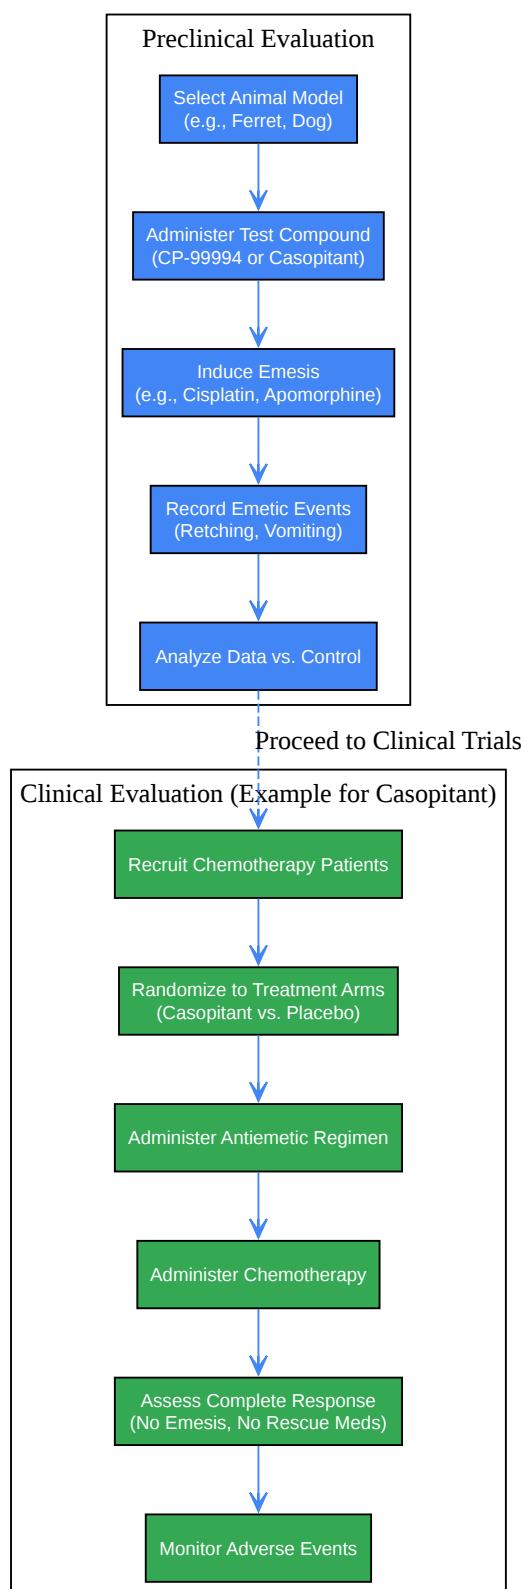 Preclinical Evaluation
Select Animal Model
(e.g., Ferret, Dog)
Administer Test Compound
(CP-99994 or Casopitant)
Induce Emesis
(e.g., Cisplatin, Apomorphine)
Record Emetic Events
(Retching, Vomiting)
Analyze Data vs. Control
Proceed to Clinical Trials
Clinical Evaluation (Example for Casopitant)
Recruit Chemotherapy Patients
Randomize to Treatment Arms
(Casopitant vs. Placebo)
Administer Antiemetic Regimen
Administer Chemotherapy
Assess Complete Response
(No Emesis, No Rescue Meds)
Monitor Adverse Events